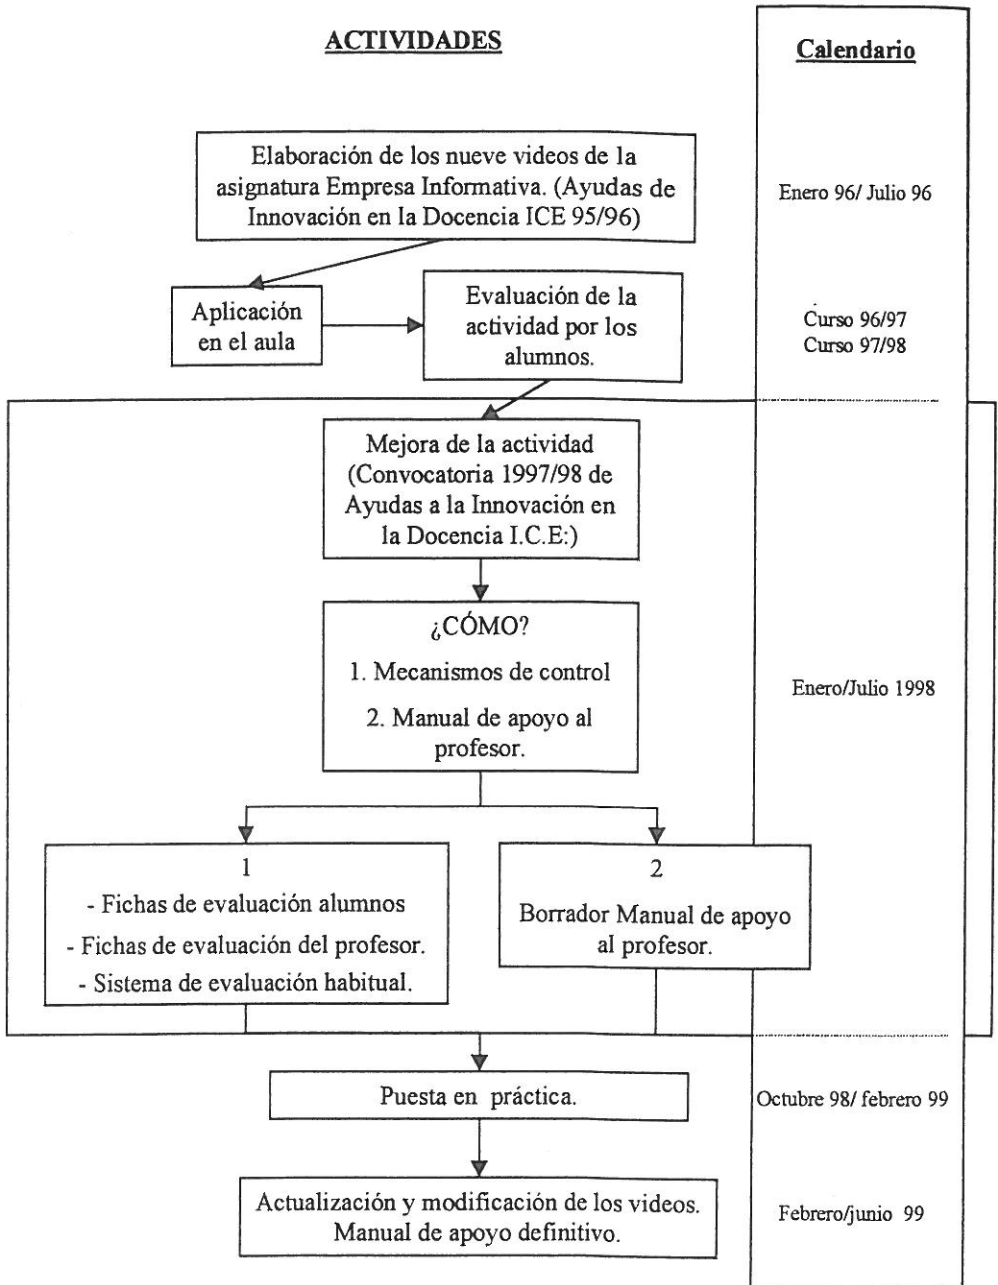 ACTIVIDADES
Calendario
Elaboración de los nueve videos de la
asignatura Empresa Informativa. (Ayudas de
Innovación en la Docencia ICE 95/96)
Enero 96/ Julio 96
Aplicación
en el aula
Evaluación de la
actividad por los
alumnos.
Curso 96/97
Curso 97/98
Mejora de la actividad
(Convocatoria 1997/98 de
Ayudas a la Innovación en
la Docencia I.C.E:)
¿CÓMO?
1. Mecanismos de control
2. Manual de apoyo al
profesor.
Enero/Julio 1998
1
- Fichas de evaluación alumnos
- Fichas de evaluación del profesor.
- Sistema de evaluación habitual.
2
Borrador Manual de apoyo
al profesor.
Puesta en práctica.
Octubre 98/ febrero 99
Actualización y modificación de los videos.
Manual de apoyo definitivo.
Febrero/junio 99